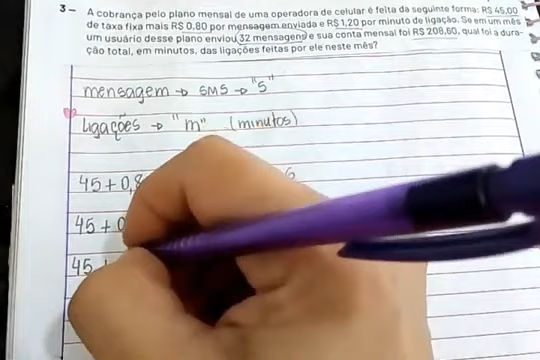 3 – A cobrança pelo plano mensal de uma operadora de celular é feita da seguinte forma: R$ 45,00
de taxa fixa mais R$ 0,80 por mensagem enviada e R$ 1,20 por minuto de ligação. Se em um mês
um usuário desse plano enviou 32 mensagens e sua conta mensal foi R$ 208,60, qual foi a dura-
ção total, em minutos, das ligações feitas por ele neste mês?
mensagem → SMS → "S"
Ligações → "m" (minutos)
45 + 0,8
45 + 0
45